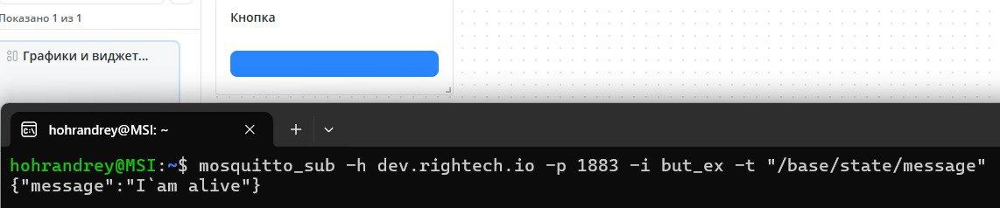 Показано 1 из 1
Кнопка
Графики и виджет...
hohrandrey@MSI: ~
hohrandrey@MSI:~$ mosquitto_sub -h dev.rightech.io -p 1883 -i but_ex -t "/base/state/message"
{"message":"I`am alive"}